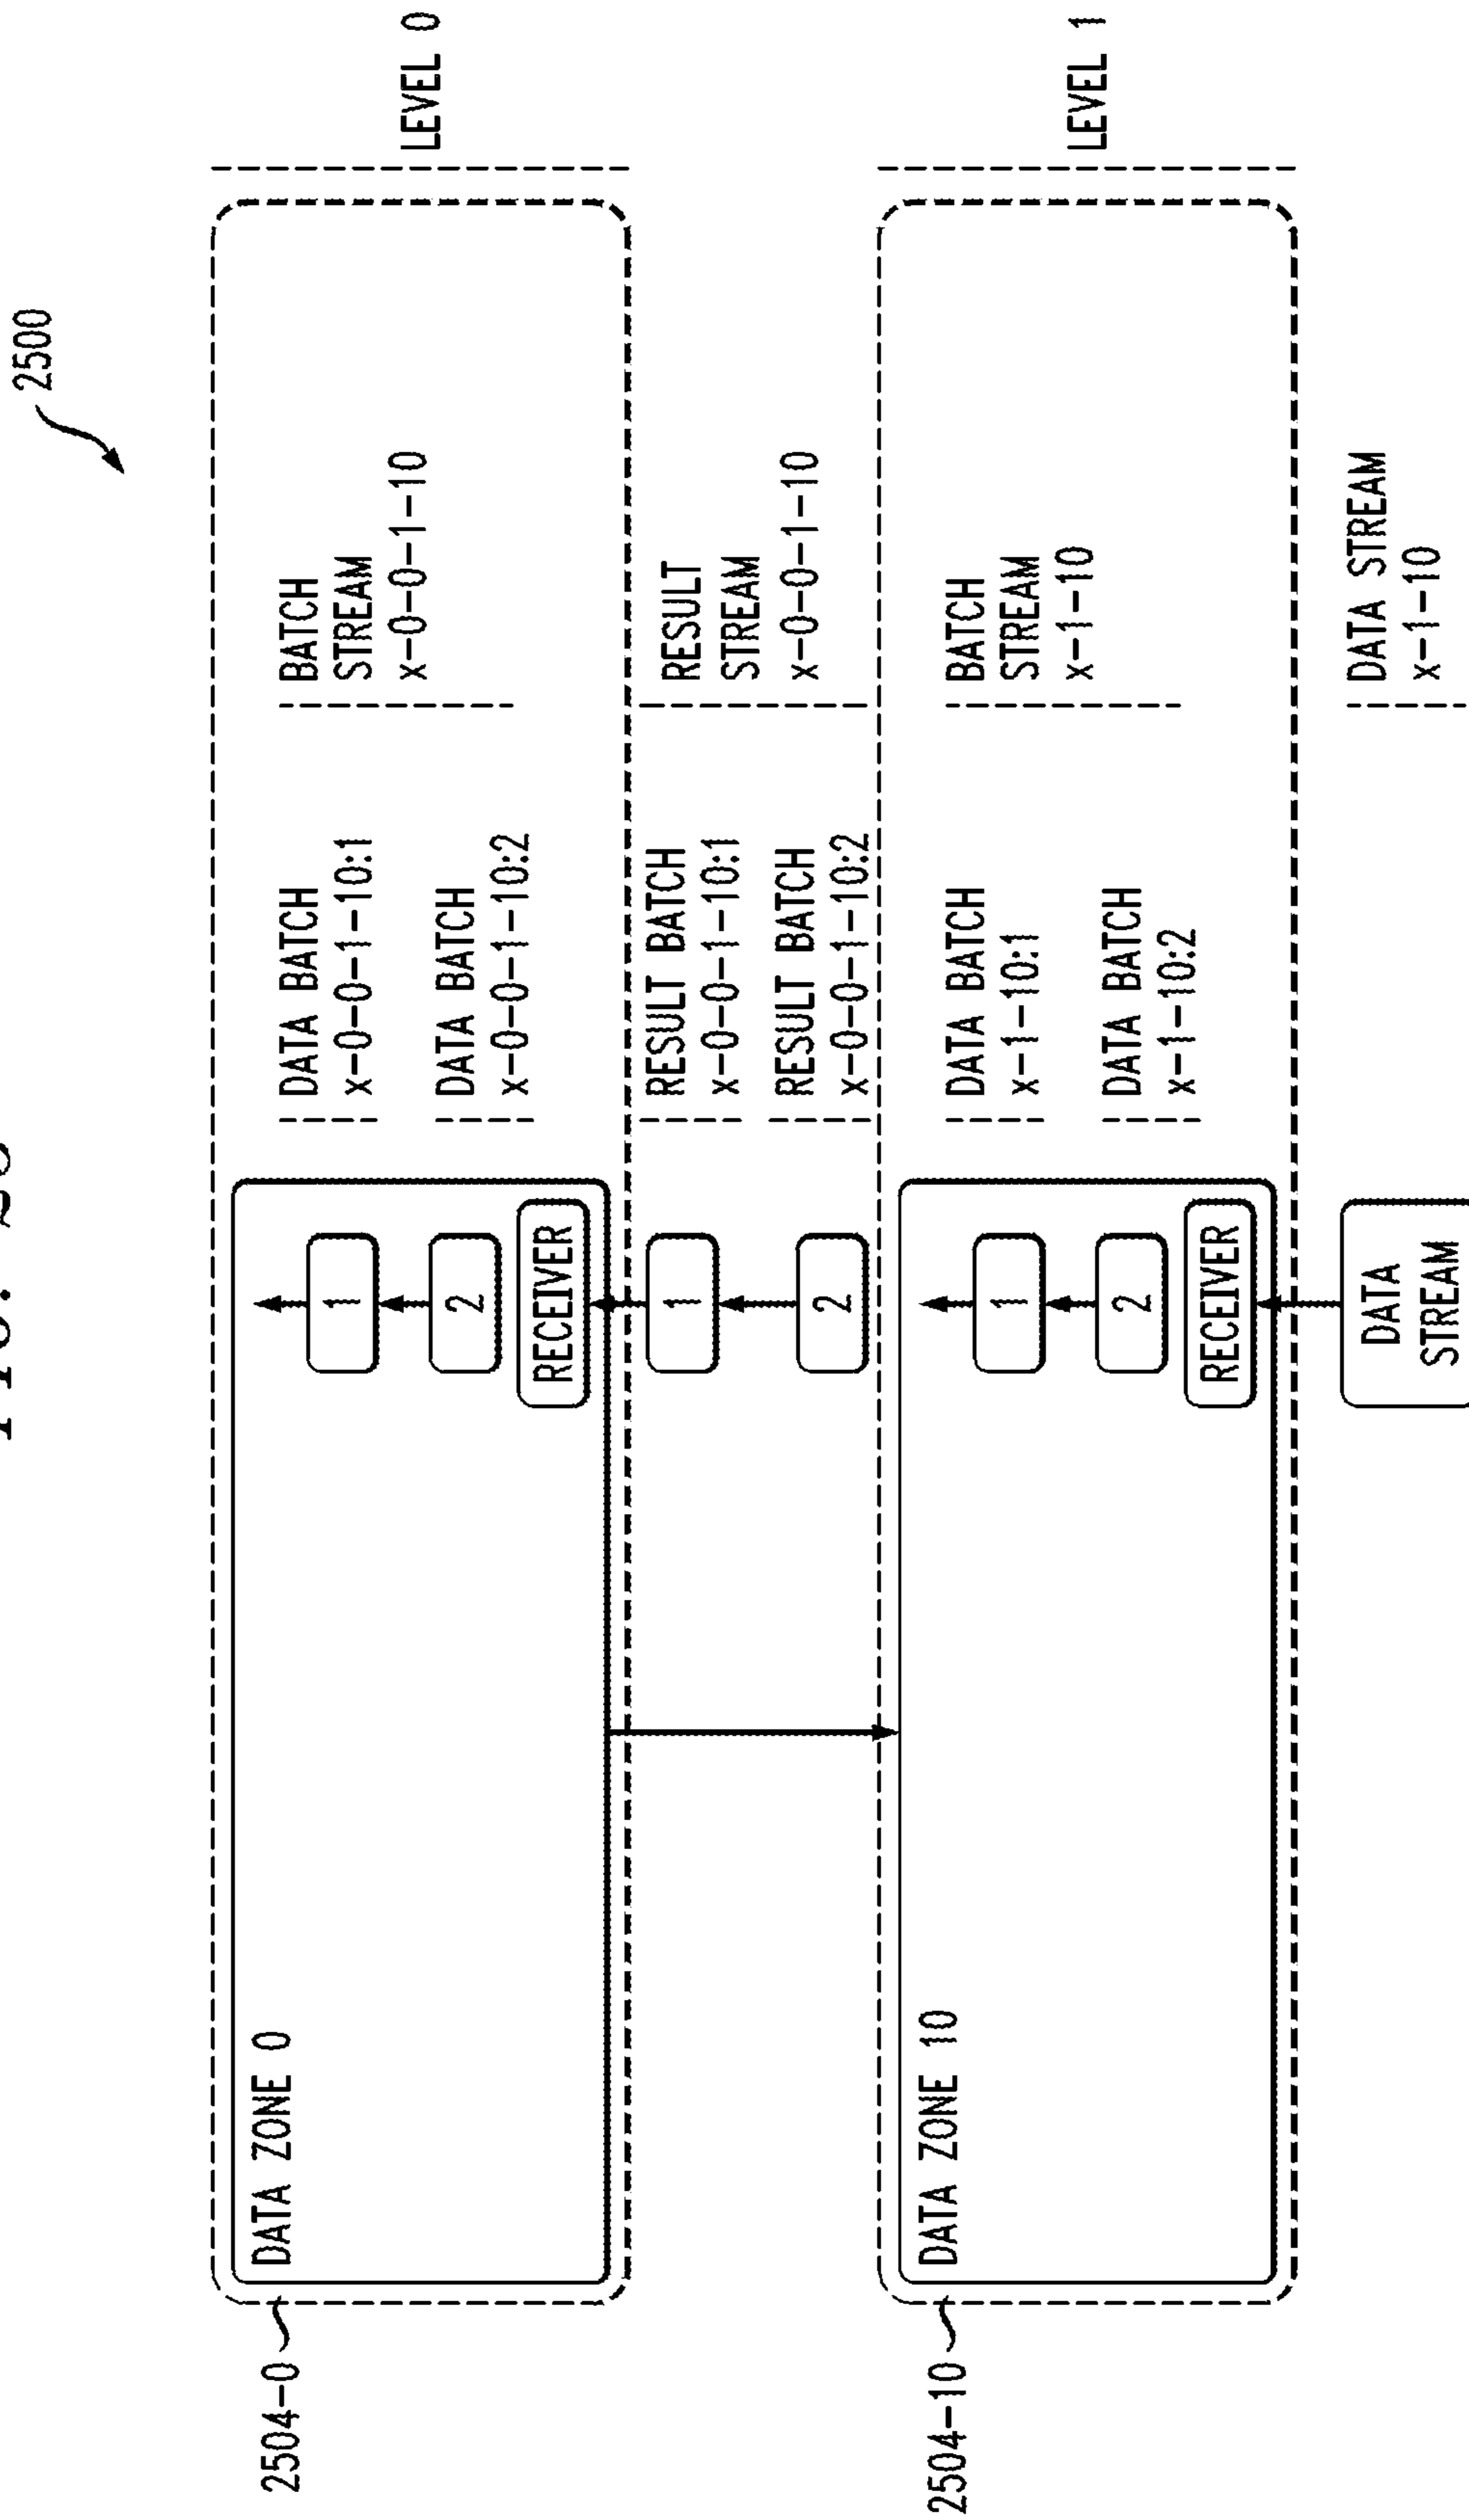 2500
2504-0
DATA ZONE 0
1
2
RECEIVER
DATA BATCH
x-0-0-1-10:1
DATA BATCH
x-0-0-1-10:2
BATCH
STREAM
x-0-0-1-10
LEVEL 0
1
2
RESULT BATCH
x-0-0-1-10:1
RESULT BATCH
x-0-0-1-10:2
RESULT
STREAM
x-0-0-1-10
2504-10
DATA ZONE 10
1
2
RECEIVER
DATA BATCH
x-1-10:1
DATA BATCH
x-1-10:2
BATCH
STREAM
x-1-10
LEVEL 1
DATA
STREAM
DATA STREAM
x-1-10